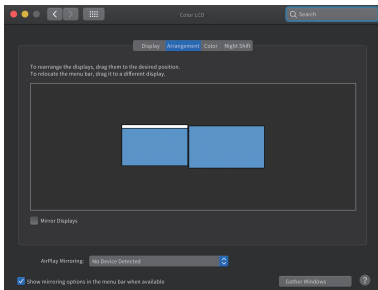 Color LCD
Search
Display Arrangement Color Night Shift
To rearrange the displays, drag them to the desired position.
To relocate the menu bar, drag it to a different display.
Mirror Displays
AirPlay Mirroring: No Device Detected
Show mirroring options in the menu bar when available
Gather Windows ?